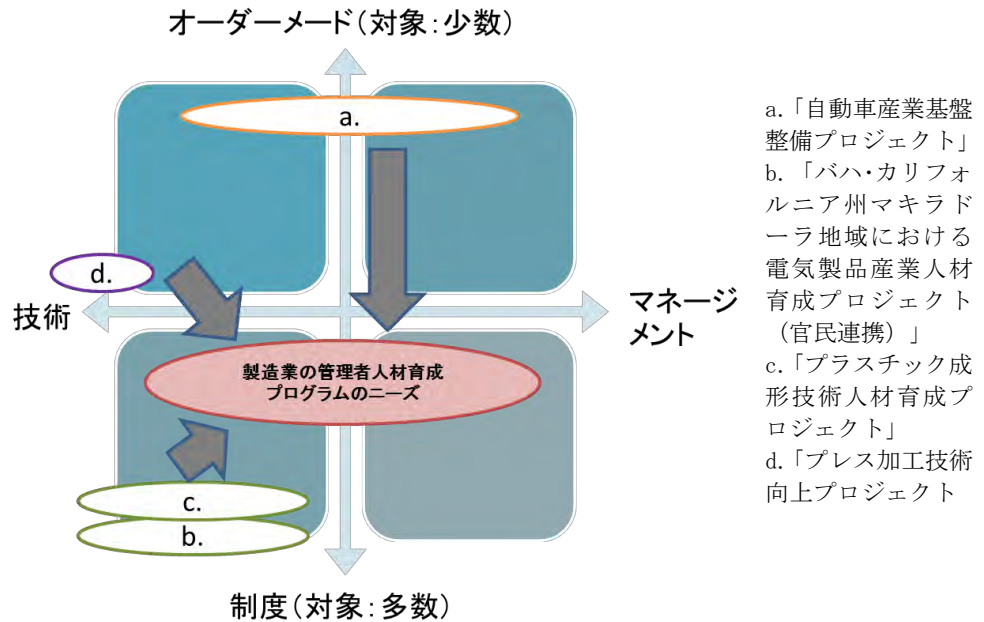 オーダーメード(対象:少数)
a.
d.
技術
マネージ
メント
製造業の管理者人材育成
プログラムのニーズ
c.
b.
制度(対象:多数)
a.「自動車産業基盤
整備プロジェクト」
b. 「バハ・カリフォ
ルニア州マキラド
ーラ地域における
電気製品産業人材
育成プロジェクト
(官民連携)」
c.「プラスチック成
形技術人材育成プ
ロジェクト」
d.「プレス加工技術
向上プロジェクト